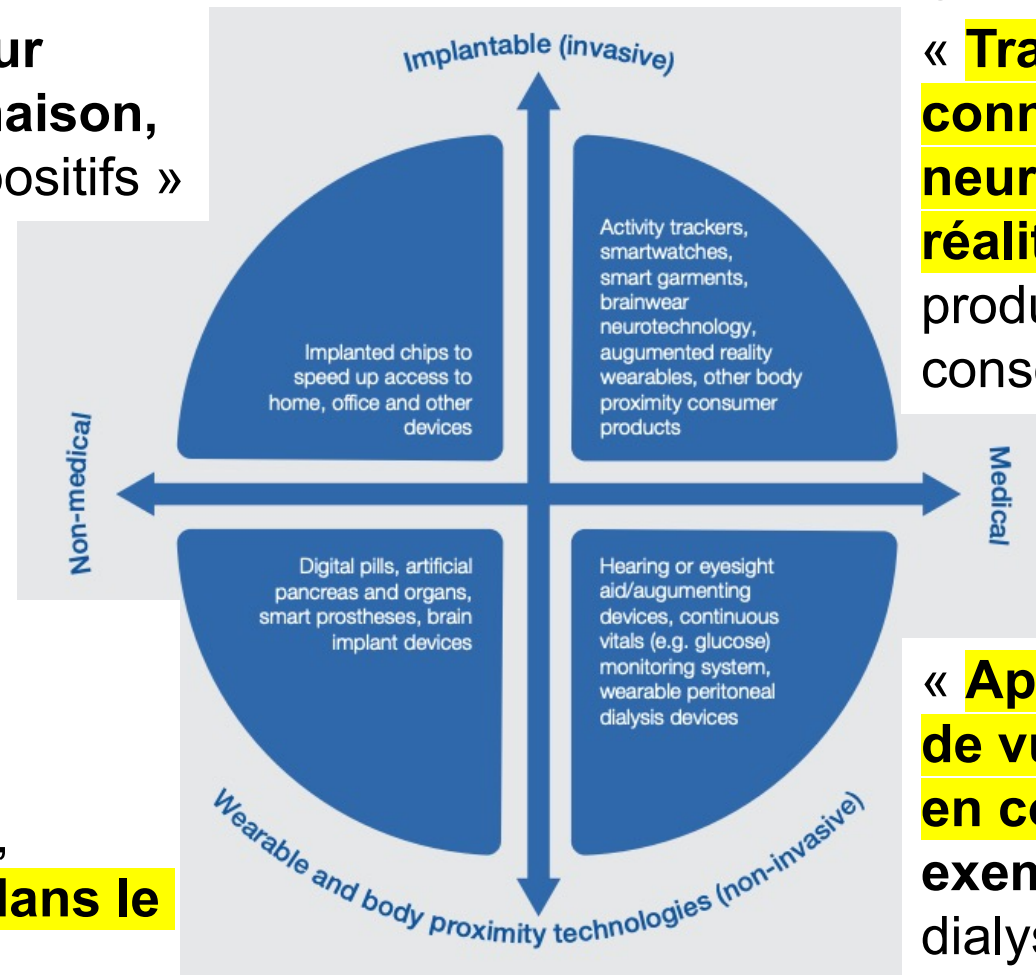 ur
naison,
ositifs »
Implantable (invasive)
« Tra
conn
neur
réalit
produ
conse
Implanted chips to
speed up access to
home, office and other
devices
Activity trackers,
smartwatches,
smart garments,
brainwear
neurotechnology,
augumented reality
wearables, other body
proximity consumer
products
Non-medical
Medical
Digital pills, artificial
pancreas and organs,
smart prostheses, brain
implant devices
Hearing or eyesight
aid/augumenting
devices, continuous
vitals (e.g. glucose)
monitoring system,
wearable peritoneal
dialysis devices
,
dans le
Wearable and body proximity technologies (non-invasive)
« Ap
de vu
en co
exen
dialys